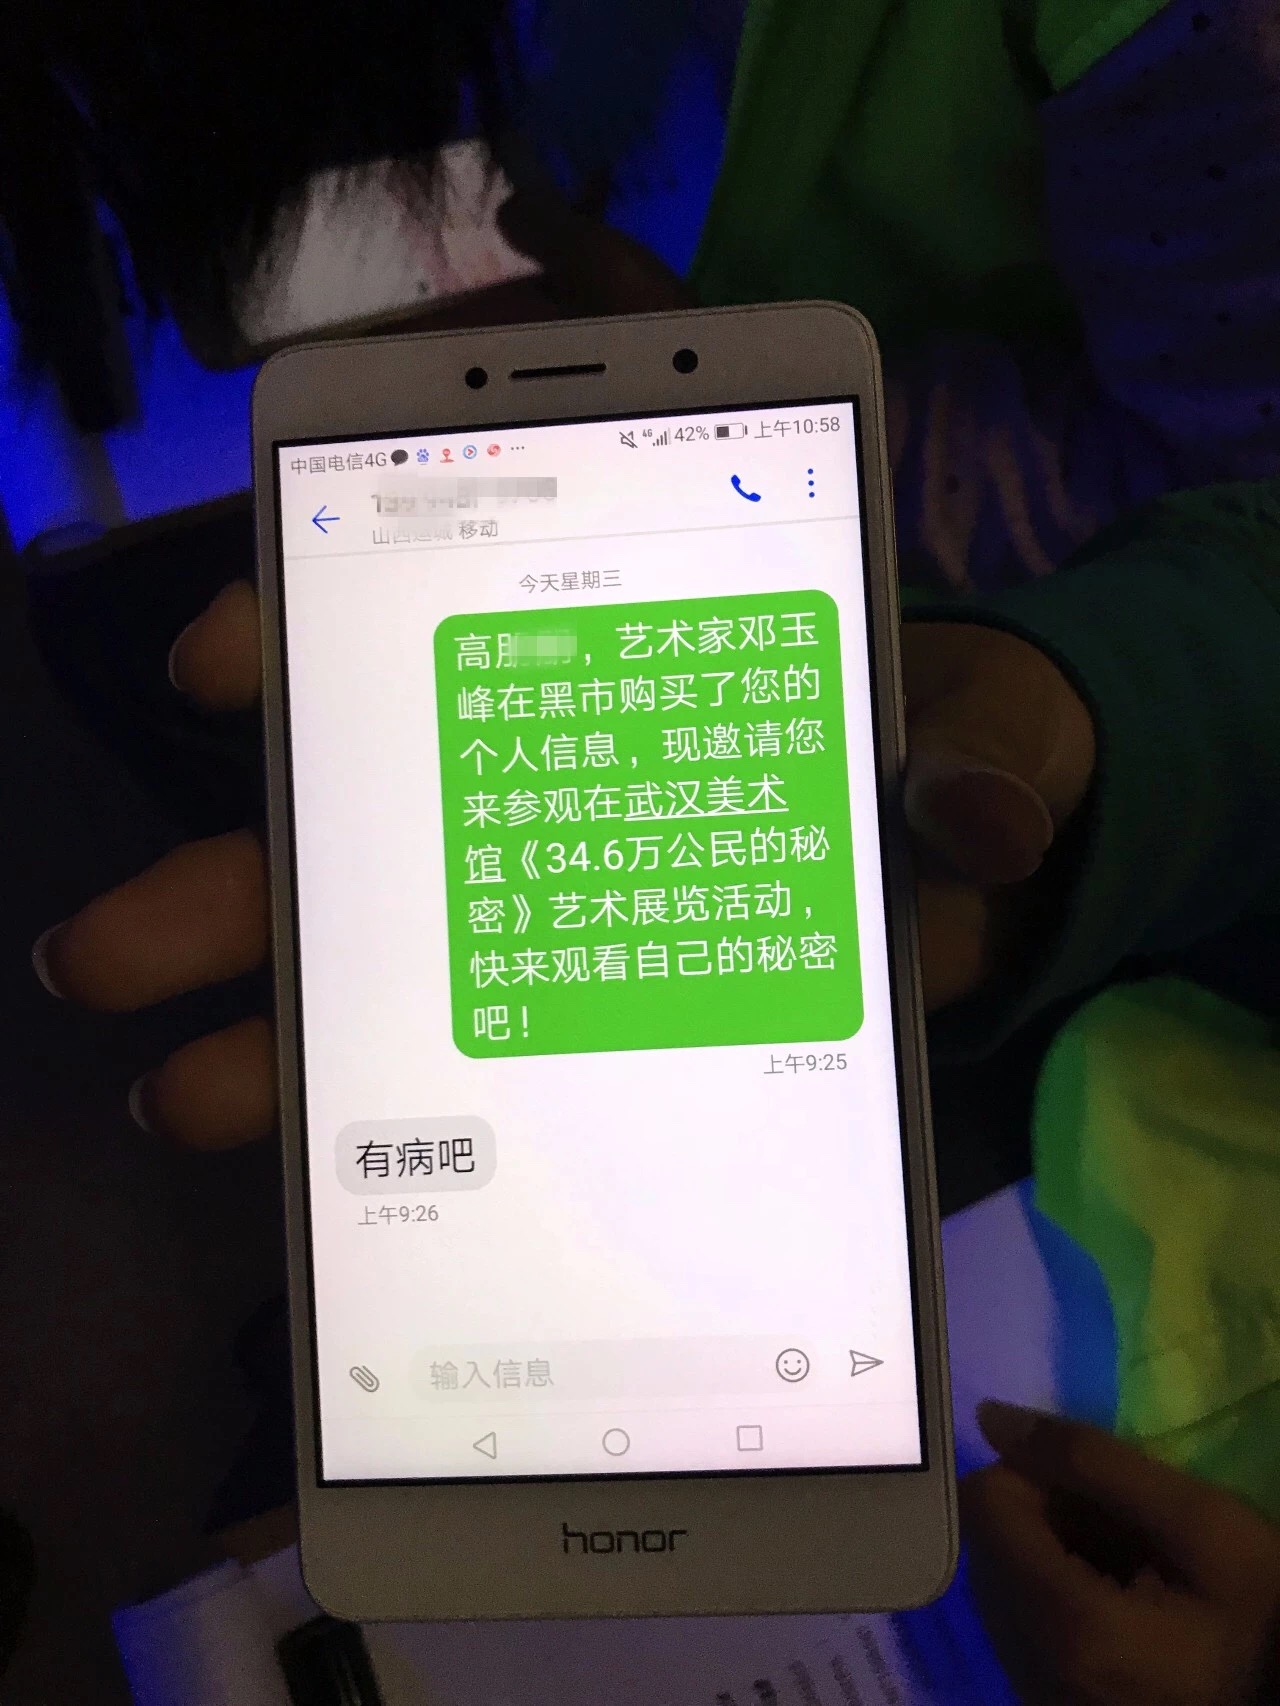 中国电信4G
4G 42% 上午10:58
移动
今天星期三
高，艺术家邓玉
峰在黑市购买了您的
个人信息，现邀请您
来参观在武汉美术
馆《34.6万公民的秘
密》艺术展览活动，
快来观看自己的秘密
吧！
上午9:25
有病吧
上午9:26
输入信息
honor